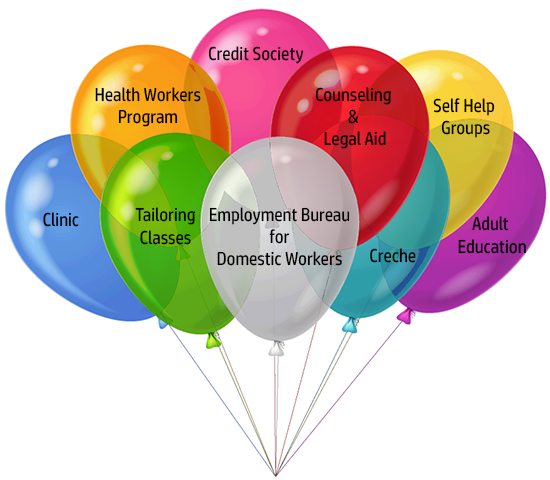 Credit Society
Health Workers
Program
Counseling
&
Legal Aid
Self Help
Groups
Clinic
Tailoring
Classes
Employment Bureau
for
Domestic Workers
Creche
Adult
Education